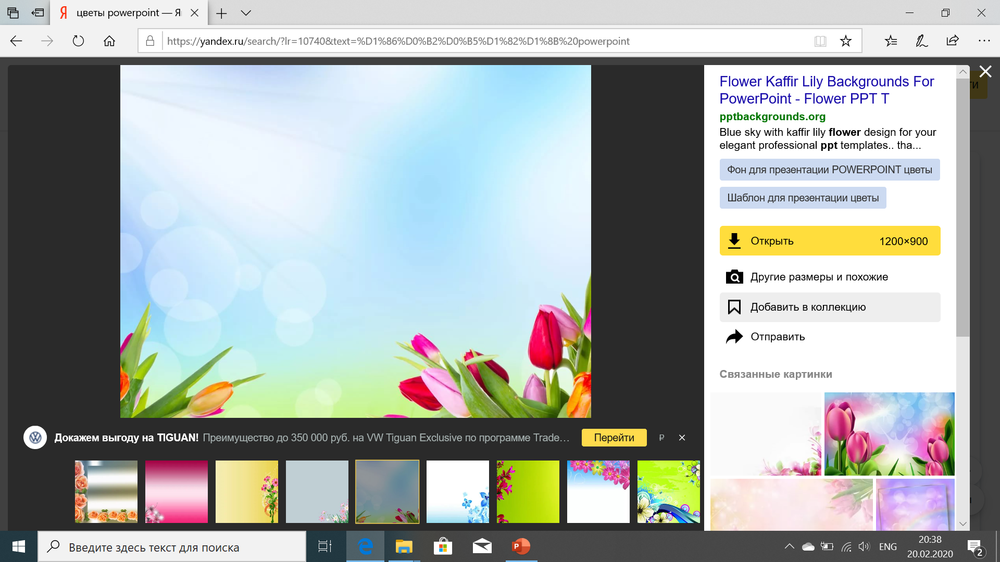 цветы powerpoint — Я
https://yandex.ru/search/?lr=10740&text=%D1%86%D0%B2%D0%B5%D1%82%D1%8B%20powerpoint
Flower Kaffir Lily Backgrounds For
PowerPoint - Flower PPT T
pptbackgrounds.org
Blue sky with kaffir lily flower design for your
elegant professional ppt templates.. tha...
Фон для презентации POWERPOINT цветы
Шаблон для презентации цветы
Открыть 1200×900
Другие размеры и похожие
Добавить в коллекцию
Отправить
Связанные картинки
Докажем выгоду на TIGUAN! Преимущество до 350 000 руб. на VW Tiguan Exclusive по программе Trade… Перейти ₽
Введите здесь текст для поиска
ENG
20:38
20.02.2020
2